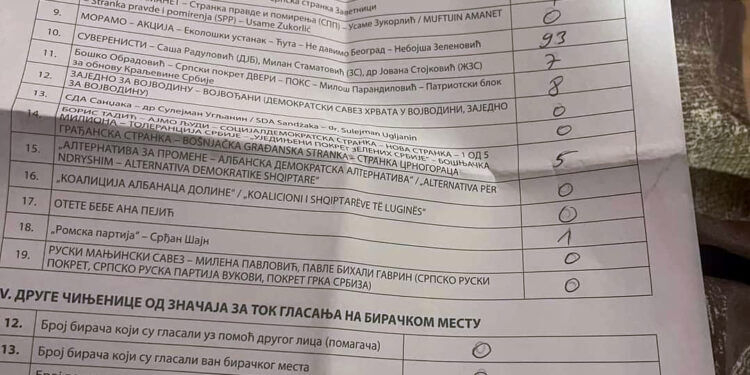 српска странка Заветници
– Странка правде и помирења (СПП) – Усаме Зукорлић / MUFTIJIN AMANET
9. – Stranka pravde i pomirenja (SPP) – Usame Zukorlić 0
МОРАМО – АКЦИЈА – Еколошки устанак – Ћута – Не давимо Београд – Небојша Зеленовић 93
10. СУВЕРЕНИСТИ – Саша Радуловић (ДЈБ), Милан Стаматовић (ЗС), др Јована Стојковић (ЖЗС) 7
11. Бошко Обрадовић – Српски покрет ДВЕРИ – ПОКС – Милош Парандиловић – Патриотски блок
за обнову Краљевине Србије 8
12. ЗАЈЕДНО ЗА ВОЈВОДИНУ – ВОЈВОЂАНИ (ДЕМОКРАТСКИ САВЕЗ ХРВАТА У ВОЈВОДИНИ, ЗАЈЕДНО
ЗА ВОЈВОДИНУ) 0
13. СДА Санџака – др Сулејман Угљанин / SDA Sandžaka – dr. Sulejman Ugljanin 0
14. БОРИС ТАДИЋ – АЈМО ЉУДИ – СОЦИЈАЛДЕМОКРАТСКА СТРАНКА – НОВА СТРАНКА – 1 ОД 5
МИЛИОНА – ТОЛЕРАНЦИЈА СРБИЈЕ – УЈЕДИЊЕНИ ПОКРЕТ ЗЕЛЕНИХ СРБИЈЕ – БОШЊАЧКА
ГРАЂАНСКА СТРАНКА – BOŠNJAČKA GRAĐANSKA STRANKA – СТРАНКА ЦРНОГОРАЦА 5
15. „АЛТЕРНАТИВА ЗА ПРОМЕНЕ – АЛБАНСКА ДЕМОКРАТСКА АЛТЕРНАТИВА“ / „ALTERNATIVA PËR
NDRYSHIM – ALTERNATIVA DEMOKRATIKE SHQIPTARE“ 0
16. „КОАЛИЦИЈА АЛБАНАЦА ДОЛИНЕ“ / „KOALICIONI I SHQIPTARËVE TË LUGINËS“ 0
17. ОТЕТЕ БЕБЕ АНА ПЕЈИЋ
18. „Ромска партија“ – Срђан Шајн 1
19. РУСКИ МАЊИНСКИ САВЕЗ – МИЛЕНА ПАВЛОВИЋ, ПАВЛЕ БИХАЛИ ГАВРИН (СРПСКО РУСКИ
ПОКРЕТ, СРПСКО РУСКА ПАРТИЈА ВУКОВИ, ПОКРЕТ ГРКА СРБИЈА) 0
0
V. ДРУГЕ ЧИЊЕНИЦЕ ОД ЗНАЧАЈА ЗА ТОК ГЛАСАЊА НА БИРАЧКОМ МЕСТУ
12. Број бирача који су гласали уз помоћ другог лица (помагача) 0
13. Број бирача који су гласали ван бирачког места 0